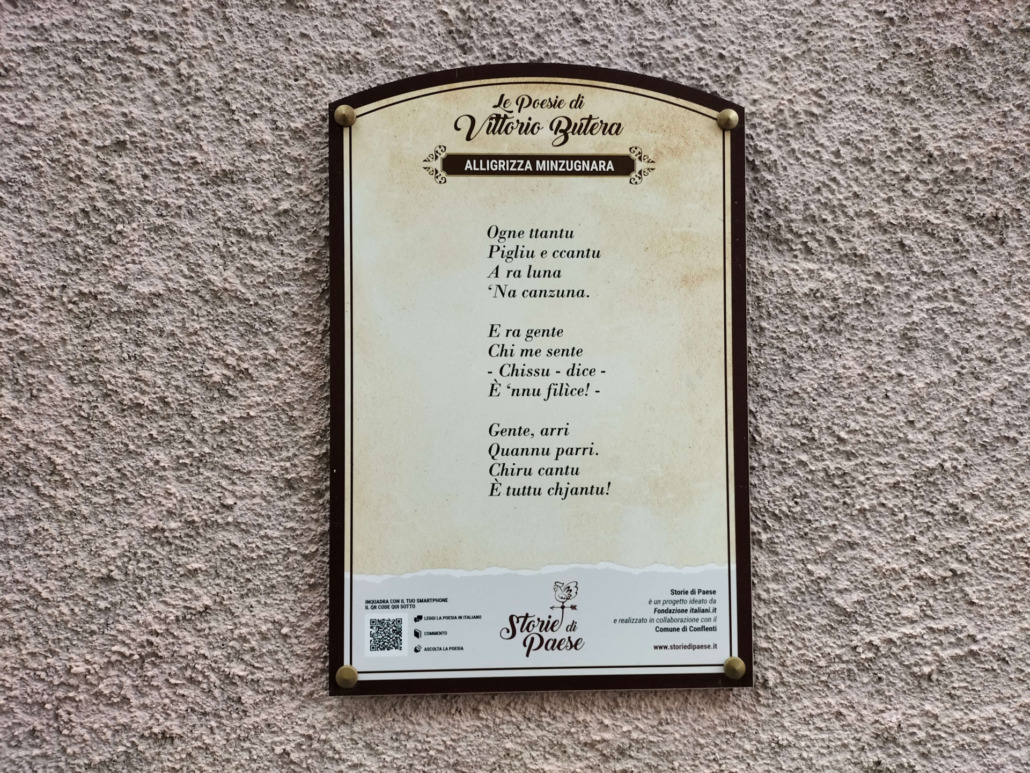 Le Poesie di
Vittorio Butera
ALLIGRIZZA MINZUGNARA
Ogne ttantu
Pigliu e ccantu
A ra luna
‘Na canzuna.
E ra gente
Chi me sente
- Chissu - dice -
È ‘nnu filìce! -
Gente, arri
Quannu parri.
Chiru cantu
È tuttu chjantu!
INQUADRA CON IL TUO SMARTPHONE
IL QR CODE QUI SOTTO
LEGGI LA POESIA IN ITALIANO
COMMENTO
ASCOLTA LA POESIA
Storie di
Paese
Storie di Paese
è un progetto ideato da
Fondazione italiani.it
e realizzato in collaborazione con il
Comune di Conflenti
www.storiedipaese.it